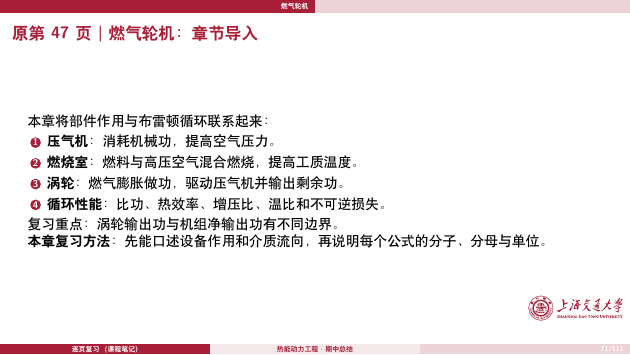 燃气轮机
原第 47 页 | 燃气轮机：章节导入
本章将部件作用与布雷顿循环联系起来：
1 压气机：消耗机械功，提高空气压力。
2 燃烧室：燃料与高压空气混合燃烧，提高工质温度。
3 涡轮：燃气膨胀做功，驱动压气机并输出剩余功。
4 循环性能：比功、热效率、增压比、温比和不可逆损失。
复习重点：涡轮输出功与机组净输出功有不同边界。
本章复习方法：先能口述设备作用和介质流向，再说明每个公式的分子、分母与单位。
上海交通大学
SHANGHAI JIAO TONG UNIVERSITY
逐页复习（课程笔记）
热能动力工程 · 期中总结
71/111